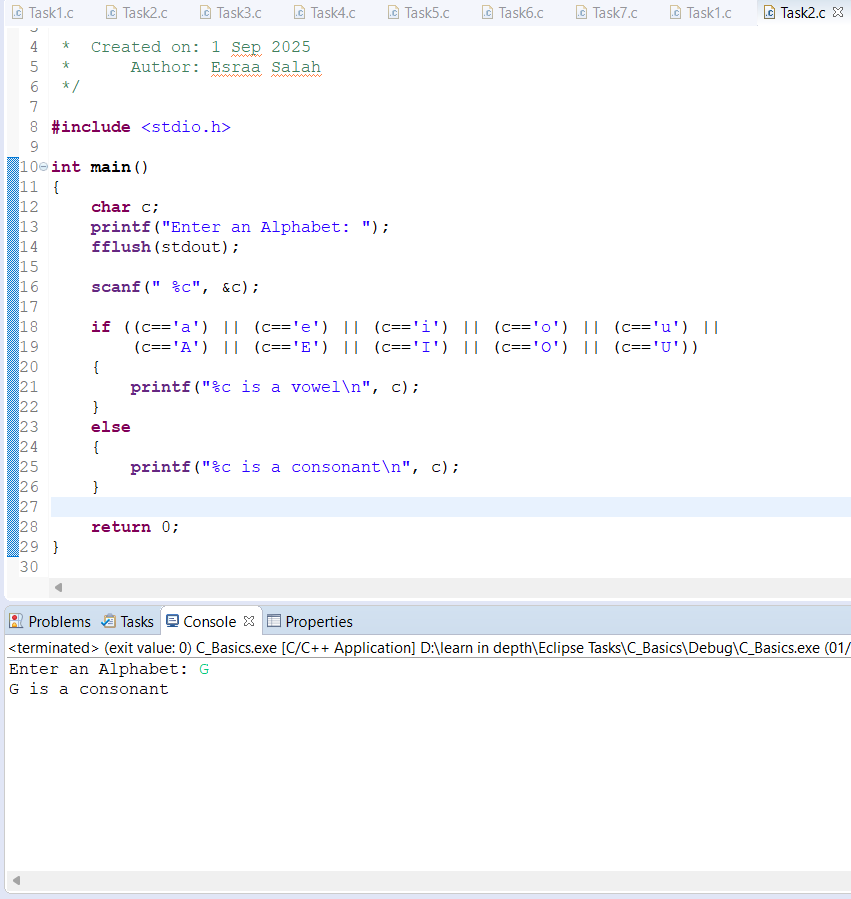 Task1.c Task2.c Task3.c Task4.c Task5.c Task6.c Task7.c Task1.c Task2.c
4  *  Created on: 1 Sep 2025
5  *      Author: Esraa Salah
6  */
7
8 #include <stdio.h>
9
10 int main()
11 {
12     char c;
13     printf("Enter an Alphabet: ");
14     fflush(stdout);
15
16     scanf(" %c", &c);
17
18     if ((c=='a') || (c=='e') || (c=='i') || (c=='o') || (c=='u') ||
19         (c=='A') || (c=='E') || (c=='I') || (c=='O') || (c=='U'))
20     {
21         printf("%c is a vowel\n", c);
22     }
23     else
24     {
25         printf("%c is a consonant\n", c);
26     }
27
28     return 0;
29 }
30
Problems Tasks Console Properties
<terminated> (exit value: 0) C_Basics.exe [C/C++ Application] D:\learn in depth\Eclipse Tasks\C_Basics\Debug\C_Basics.exe (01/
Enter an Alphabet: G
G is a consonant